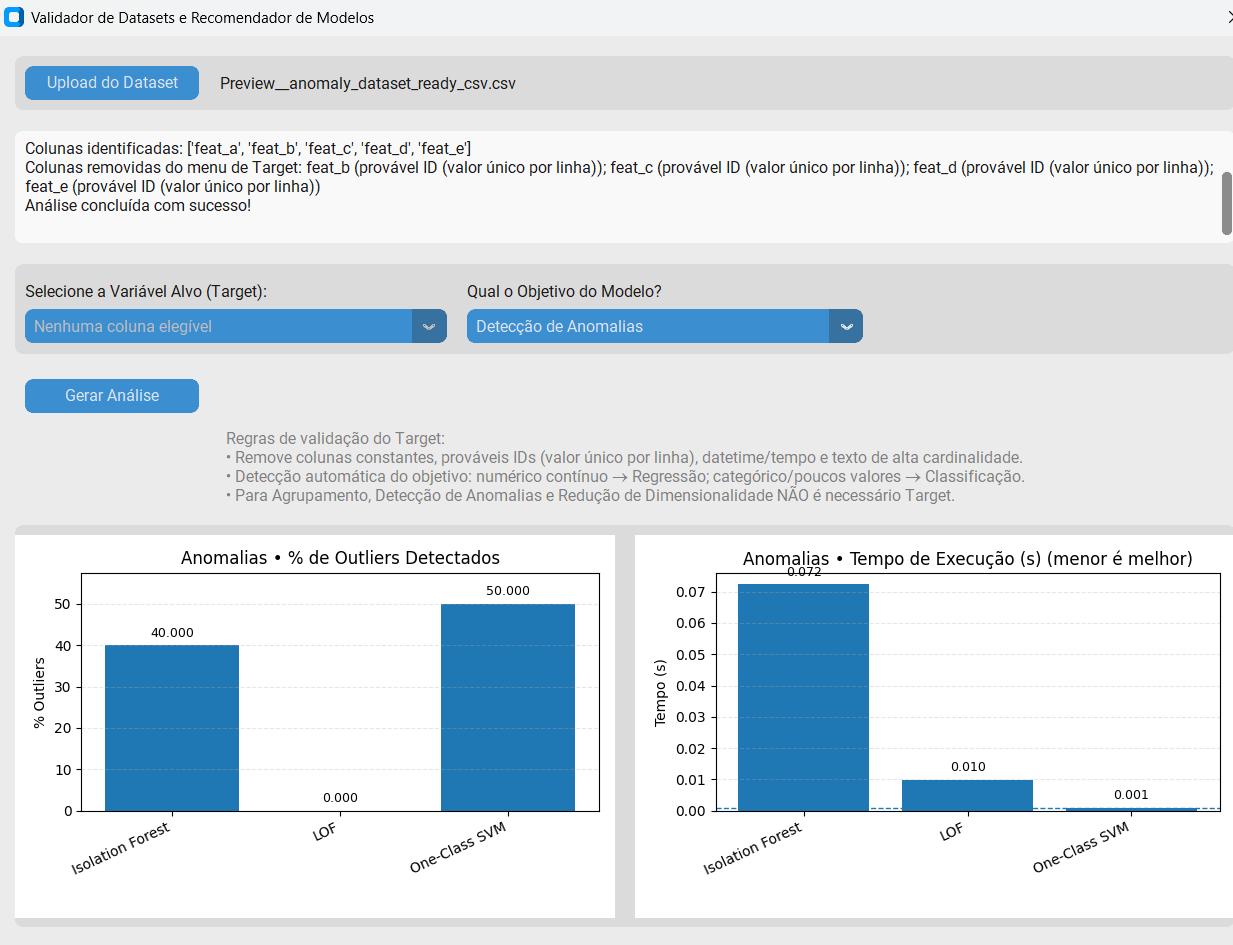 Validador de Datasets e Recomendador de Modelos
Upload do Dataset
Preview__anomaly_dataset_ready_csv.csv
Colunas identificadas: ['feat_a', 'feat_b', 'feat_c', 'feat_d', 'feat_e']
Colunas removidas do menu de Target: feat_b (provável ID (valor único por linha)); feat_c (provável ID (valor único por linha)); feat_d (provável ID (valor único por linha));
feat_e (provável ID (valor único por linha))
Análise concluída com sucesso!
Selecione a Variável Alvo (Target):
Qual o Objetivo do Modelo?
Nenhuma coluna elegível
Detecção de Anomalias
Gerar Análise
Regras de validação do Target:
• Remove colunas constantes, prováveis IDs (valor único por linha), datetime/tempo e texto de alta cardinalidade.
• Detecção automática do objetivo: numérico contínuo → Regressão; categórico/poucos valores → Classificação.
• Para Agrupamento, Detecção de Anomalias e Redução de Dimensionalidade NÃO é necessário Target.
Anomalias • % de Outliers Detectados
% Outliers
50
40
30
20
10
0
40.000
0.000
50.000
Isolation Forest
LOF
One-Class SVM
Anomalias • Tempo de Execução (s) (menor é melhor)
Tempo (s)
0.07
0.06
0.05
0.04
0.03
0.02
0.01
0.00
0.072
0.010
0.001
Isolation Forest
LOF
One-Class SVM